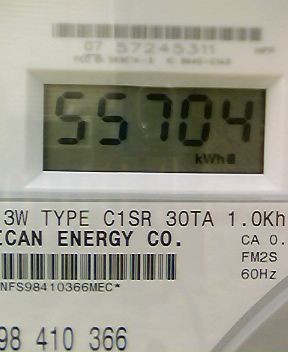 07 57245311
55704
kWh
3W TYPE C1SR 30TA 1.0Kh
ICAN ENERGY CO.
CA 0.
FM2S
NFS98410366MEC*
60Hz
98 410 366